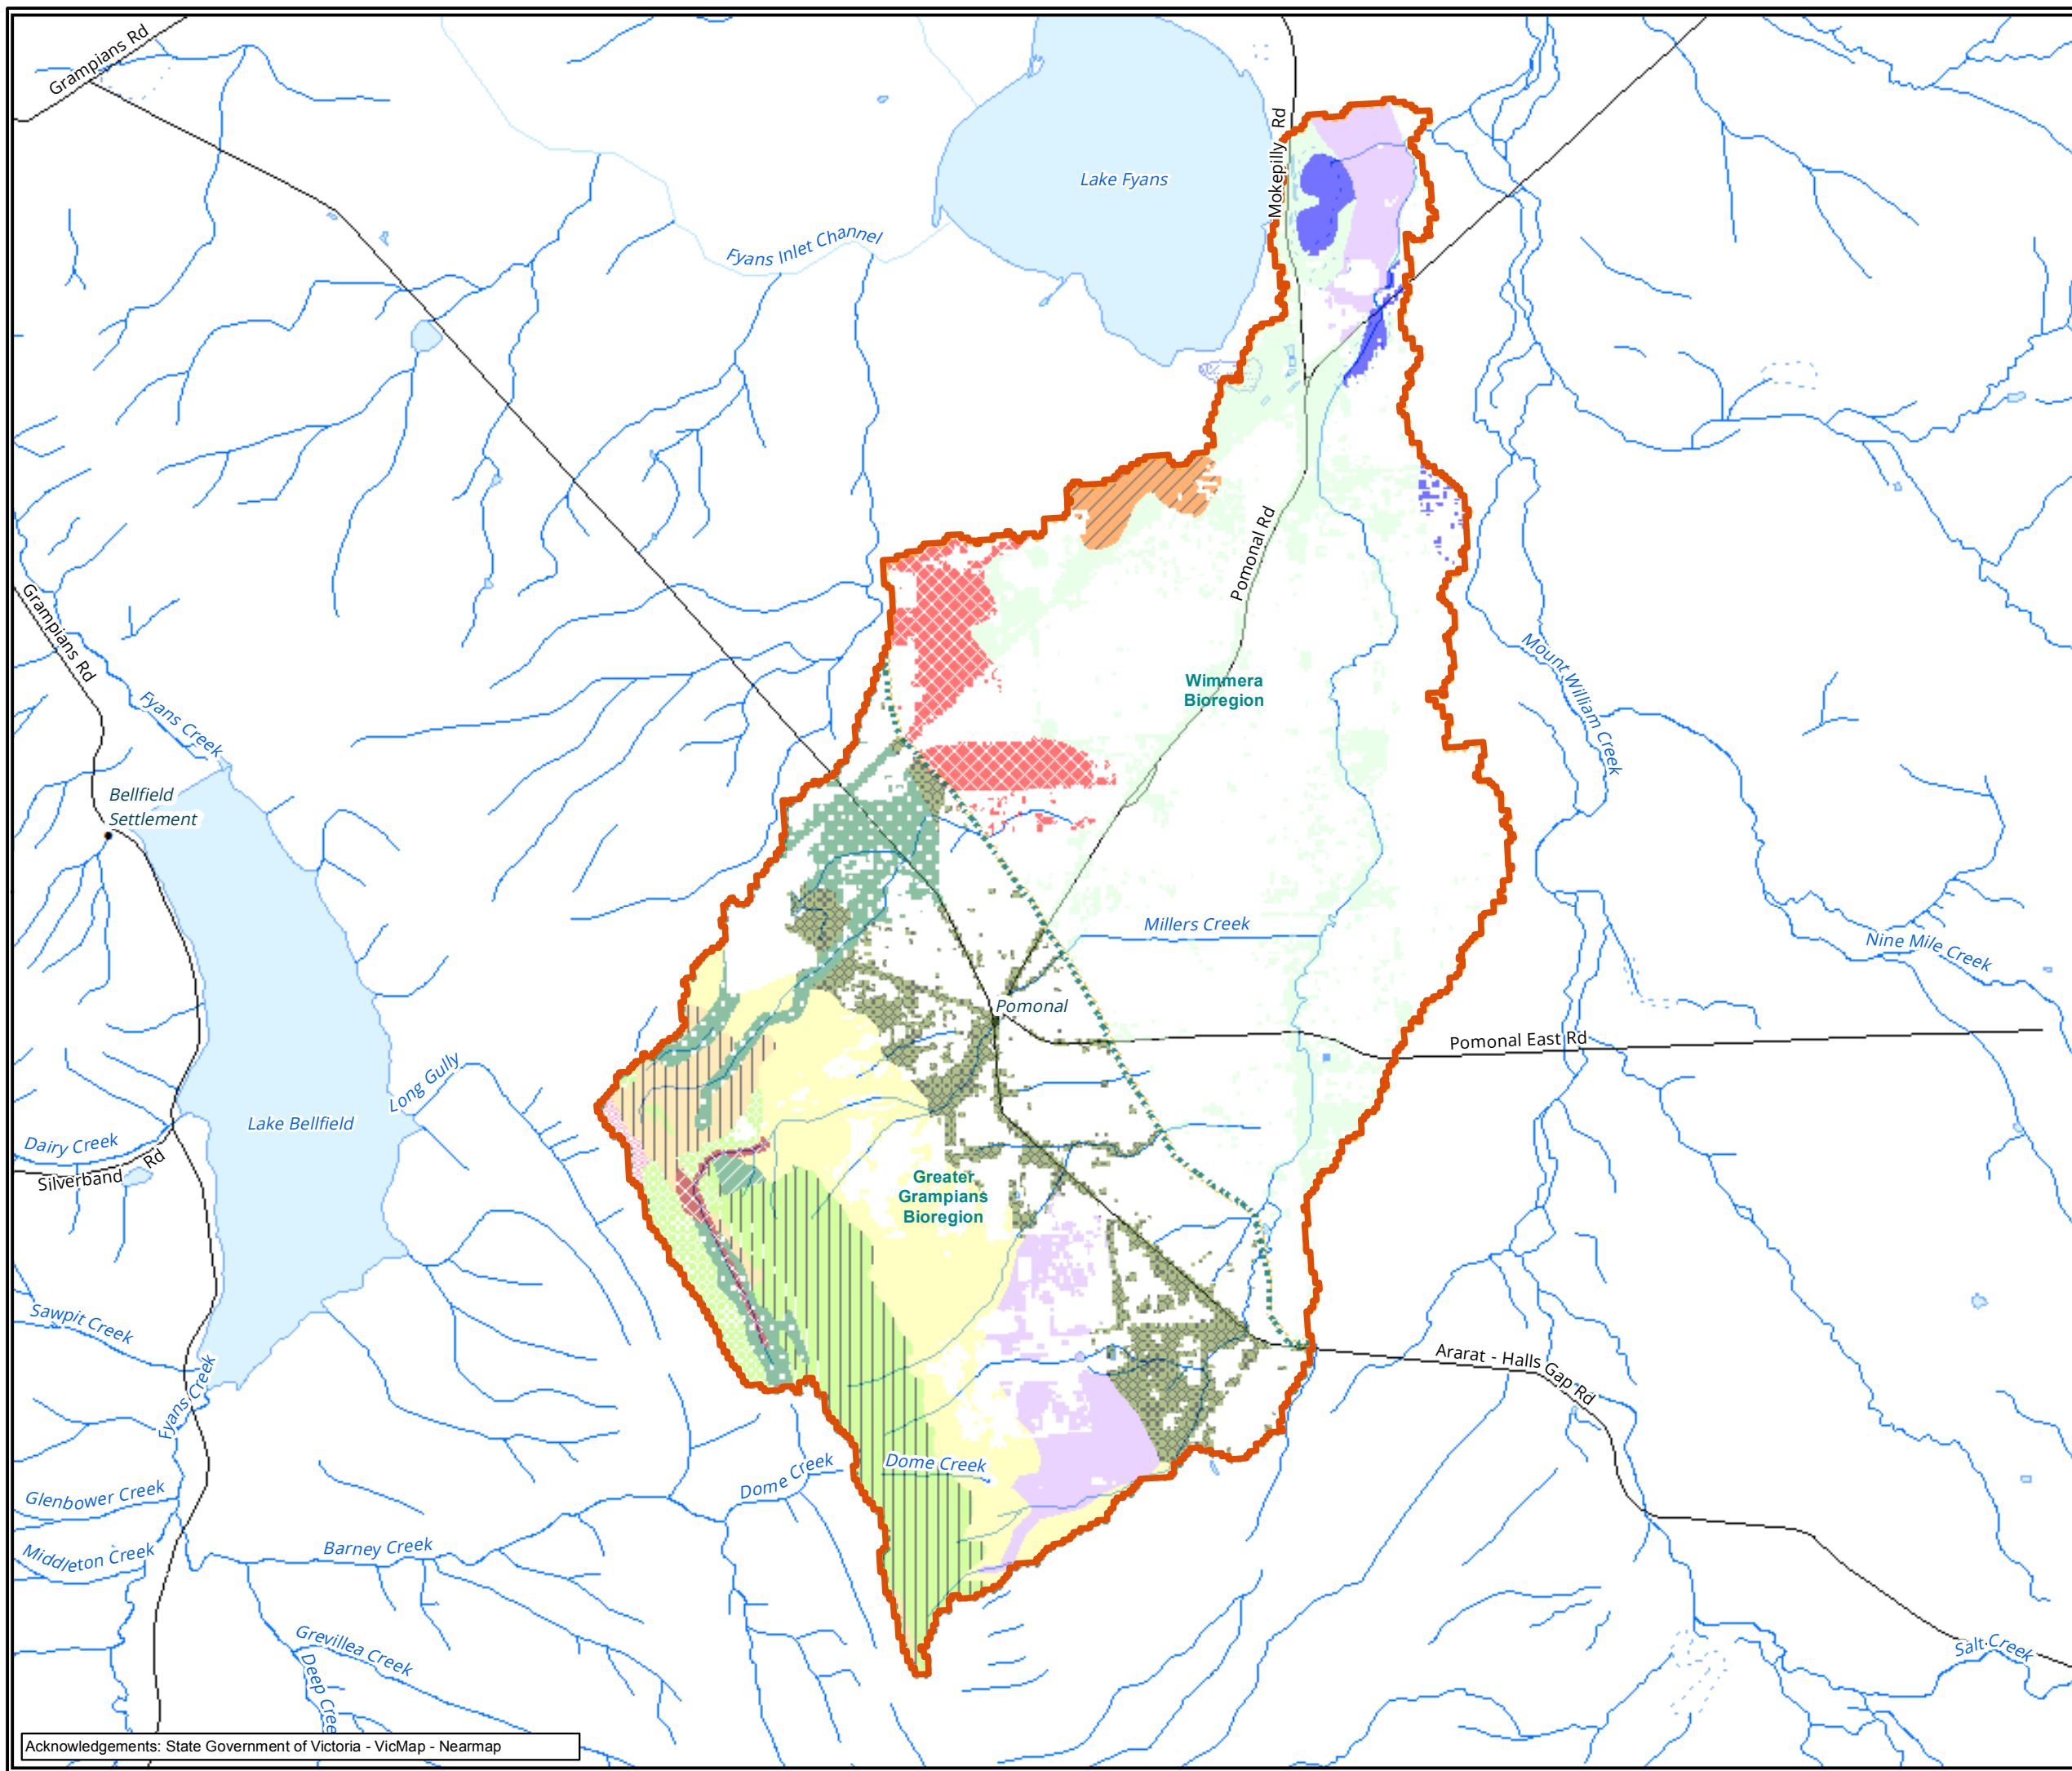 Grampians Rd
Mokepilly Rd
Lake Fyans
Fyans Inlet Channel
Pomonal Rd
Grampians Rd
Fyans Creek
Wimmera
Bioregion
Mount William Creek
Bellfield
Settlement
Millers Creek
Nine Mile Creek
Pomonal
Pomonal East Rd
Long Gully
Lake Bellfield
Dairy Creek
Silverband Rd
Greater
Grampians
Bioregion
Sawpit Creek
Fyans Creek
Ararat - Halls Gap Rd
Dome Creek
Dome Creek
Glenbower Creek
Middleton Creek
Barney Creek
Grevillea Creek
Deep Cree
Salt Creek
Acknowledgements: State Government of Victoria - VicMap - Nearmap